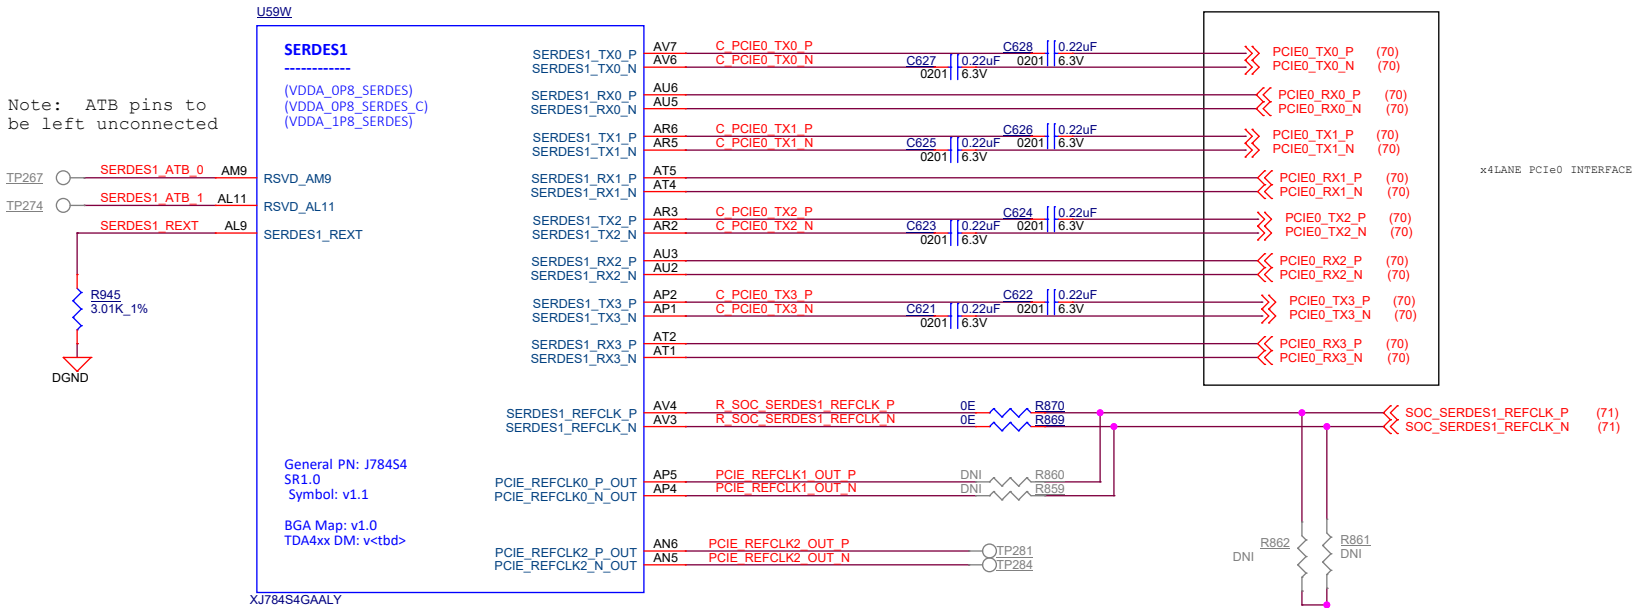 U59W
SERDES1
------------
(VDDA_0P8_SERDES)
(VDDA_0P8_SERDES_C)
(VDDA_1P8_SERDES)
Note: ATB pins to
be left unconnected
TP267 SERDES1_ATB_0 AM9 RSVD_AM9
TP274 SERDES1_ATB_1 AL11 RSVD_AL11
SERDES1_REXT AL9 SERDES1_REXT
R945
3.01K_1%
DGND
SERDES1_TX0_P AV7 C_PCIE0_TX0_P C628 0.22uF 0201 6.3V PCIE0_TX0_P (70)
SERDES1_TX0_N AV6 C_PCIE0_TX0_N C627 0.22uF 0201 6.3V PCIE0_TX0_N (70)
SERDES1_RX0_P AU6 PCIE0_RX0_P (70)
SERDES1_RX0_N AU5 PCIE0_RX0_N (70)
SERDES1_TX1_P AR6 C_PCIE0_TX1_P C626 0.22uF 0201 6.3V PCIE0_TX1_P (70)
SERDES1_TX1_N AR5 C_PCIE0_TX1_N C625 0.22uF 0201 6.3V PCIE0_TX1_N (70)
SERDES1_RX1_P AT5 PCIE0_RX1_P (70)
SERDES1_RX1_N AT4 PCIE0_RX1_N (70)
SERDES1_TX2_P AR3 C_PCIE0_TX2_P C624 0.22uF 0201 6.3V PCIE0_TX2_P (70)
SERDES1_TX2_N AR2 C_PCIE0_TX2_N C623 0.22uF 0201 6.3V PCIE0_TX2_N (70)
SERDES1_RX2_P AU3 PCIE0_RX2_P (70)
SERDES1_RX2_N AU2 PCIE0_RX2_N (70)
SERDES1_TX3_P AP2 C_PCIE0_TX3_P C622 0.22uF 0201 6.3V PCIE0_TX3_P (70)
SERDES1_TX3_N AP1 C_PCIE0_TX3_N C621 0.22uF 0201 6.3V PCIE0_TX3_N (70)
SERDES1_RX3_P AT2 PCIE0_RX3_P (70)
SERDES1_RX3_N AT1 PCIE0_RX3_N (70)
x4LANE PCIe0 INTERFACE
SERDES1_REFCLK_P AV4 R_SOC_SERDES1_REFCLK_P 0E R870 SOC_SERDES1_REFCLK_P (71)
SERDES1_REFCLK_N AV3 R_SOC_SERDES1_REFCLK_N 0E R869 SOC_SERDES1_REFCLK_N (71)
General PN: J784S4
SR1.0
Symbol: v1.1
BGA Map: v1.0
TDA4xx DM: v<tbd>
PCIE_REFCLK0_P_OUT AP5 PCIE_REFCLK1_OUT_P DNI R860
PCIE_REFCLK0_N_OUT AP4 PCIE_REFCLK1_OUT_N DNI R859
PCIE_REFCLK2_P_OUT AN6 PCIE_REFCLK2_OUT_P TP281
PCIE_REFCLK2_N_OUT AN5 PCIE_REFCLK2_OUT_N TP284
R862
DNI
R861
DNI
XJ784S4GAALY